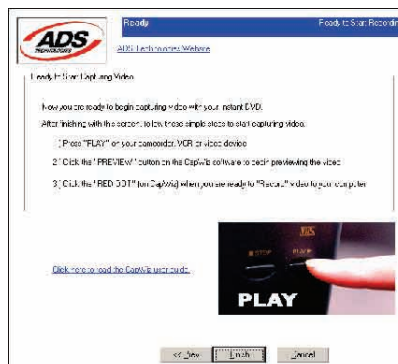 Ready
Ready to Start Recording
ADS
TECHNOLOGIES
ADS Technologies Website
Ready to Start Capturing Video
Now you are ready to begin capturing video with your Instant DVD.
After finishing with the screen, follow these simple steps to start capturing video.
1) Press "PLAY" on your camcorder, VCR or video device
2) Click the "PREVIEW" button on the CapWiz software to begin previewing the video
3) Click the "RED DOT" (on CapWiz) when you are ready to "Record" video to your computer
STOP
PLAY
Click here to read the CapWiz user guide.
<< Prev
Finish
Cancel